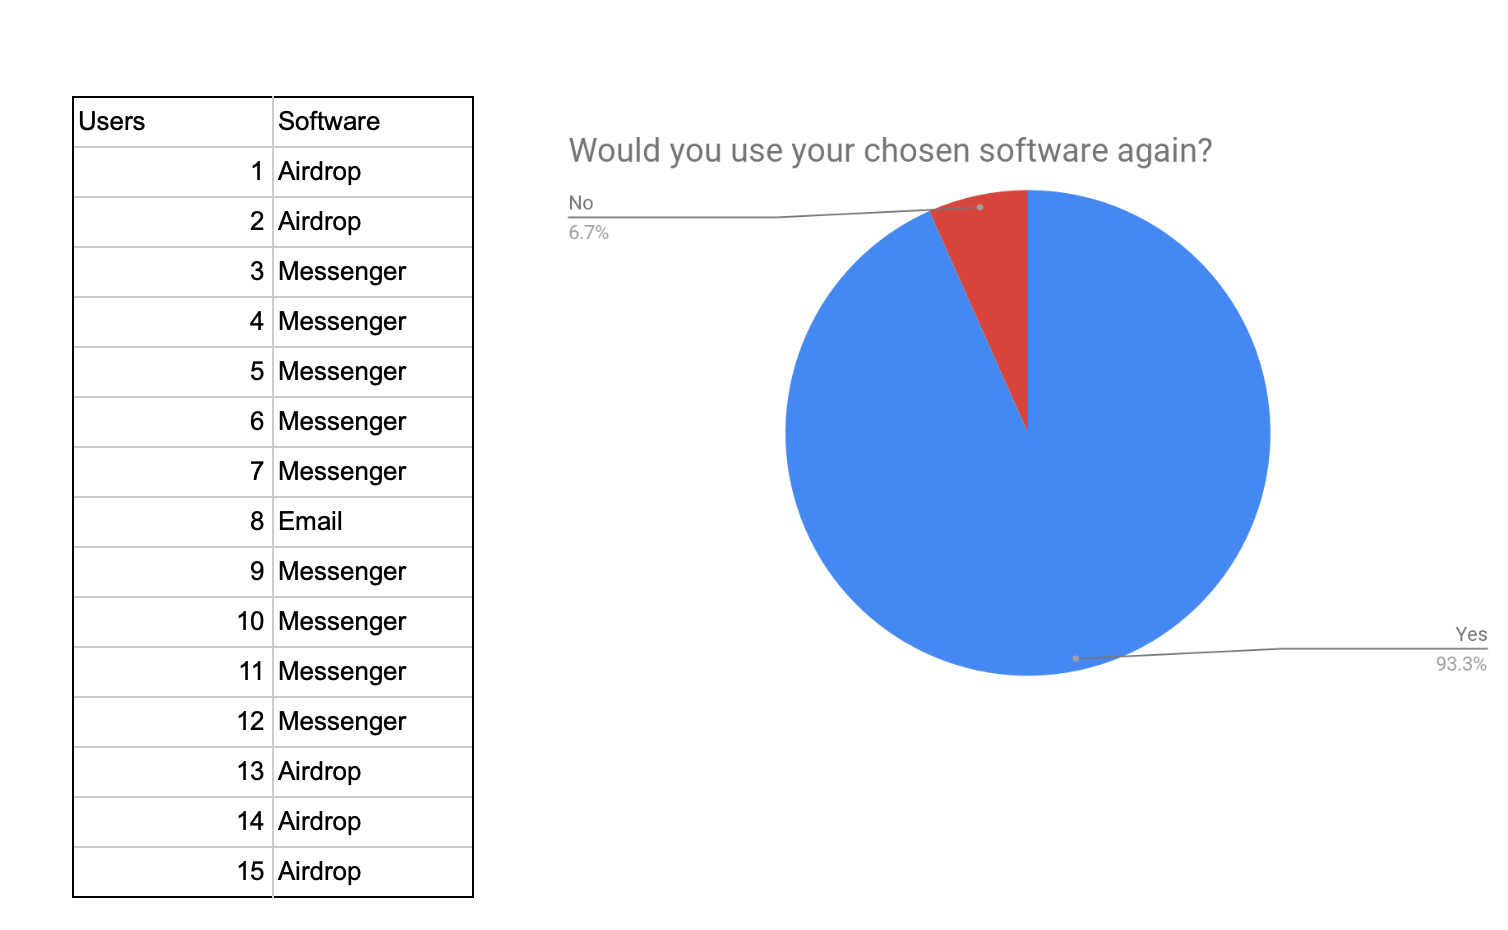 Users Software
1 Airdrop
2 Airdrop
3 Messenger
4 Messenger
5 Messenger
6 Messenger
7 Messenger
8 Email
9 Messenger
10 Messenger
11 Messenger
12 Messenger
13 Airdrop
14 Airdrop
15 Airdrop
Would you use your chosen software again?
No
6.7%
Yes
93.3%